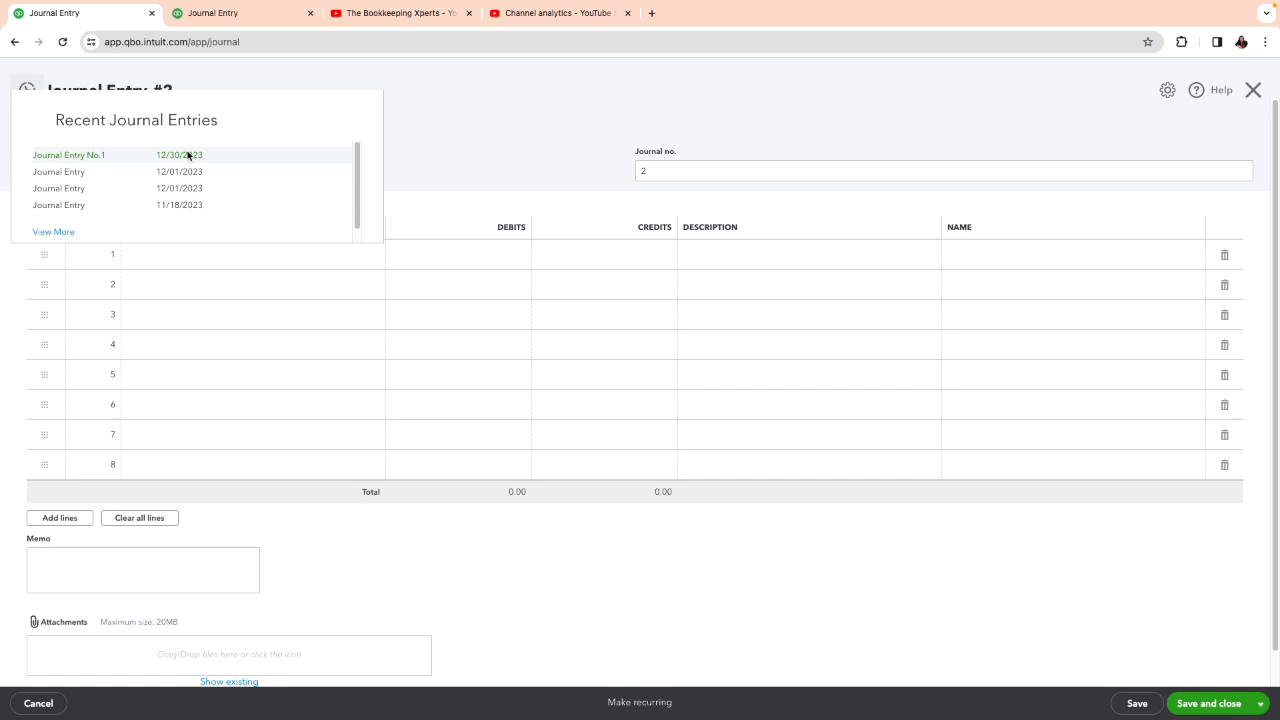 Journal Entry
Journal Entry
The Bookkeeping Xperts – Yo
Channel analytics - YouTube
app.qbo.intuit.com/app/journal
Journal Entry #2
Help
Recent Journal Entries
Journal Entry No.1 12/30/2023
Journal Entry 12/01/2023
Journal Entry 12/01/2023
Journal Entry 11/18/2023
View More
Journal no.
2
DEBITS CREDITS DESCRIPTION NAME
1
2
3
4
5
6
7
8
Total 0.00 0.00
Add lines Clear all lines
Memo
Attachments Maximum size: 20MB
Drag/Drop files here or click the icon
Show existing
Cancel Make recurring Save Save and close